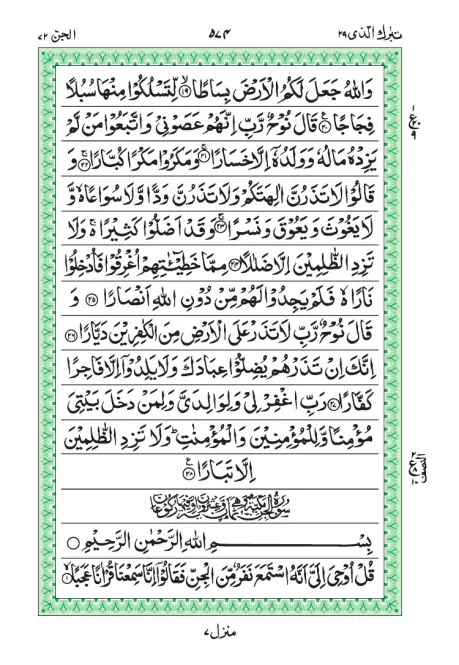 تبرك الذی ۲۹ ۵۷۴ الجن ۷۲
وَاللّٰهُ جَعَلَ لَكُمُ الْاَرْضَ بِسَاطًا ۙ‏﴿۱۹﴾ لِّتَسْلُكُوْا مِنْهَا سُبُلًا
فِجَاجًا ﴿۲۰﴾ قَالَ نُوْحٌ رَّبِّ اِنَّهُمْ عَصَوْنِیْ وَاتَّبَعُوْا مَنْ لَّمْ
یَزِدْهُ مَالُهٗ وَوَلَدُهٗۤ اِلَّا خَسَارًا ﴿۲۱﴾ وَمَكَرُوْا مَكْرًا كُبَّارًا ﴿۲۲﴾ وَ
قَالُوْا لَا تَذَرُنَّ اٰلِهَتَكُمْ وَلَا تَذَرُنَّ وَدًّا وَّلَا سُوَاعًا ۙ۬ وَّ
لَا یَغُوْثَ وَیَعُوْقَ وَنَسْرًا ﴿۲۳﴾ وَقَدْ اَضَلُّوْا كَثِیْرًا ۚ۬ وَلَا
تَزِدِ الظّٰلِمِیْنَ اِلَّا ضَلٰلًا ﴿۲۴﴾ مِمَّا خَطِیْٓـٰٔتِهِمْ اُغْرِقُوْا فَاُدْخِلُوْا
نَارًا ۙ۬ فَلَمْ یَجِدُوْا لَهُمْ مِّنْ دُوْنِ اللّٰهِ اَنْصَارًا ﴿۲۵﴾ وَ
قَالَ نُوْحٌ رَّبِّ لَا تَذَرْ عَلَی الْاَرْضِ مِنَ الْكٰفِرِیْنَ دَیَّارًا ﴿۲۶﴾
اِنَّكَ اِنْ تَذَرْهُمْ یُضِلُّوْا عِبَادَكَ وَلَا یَلِدُوْۤا اِلَّا فَاجِرًا
كَفَّارًا ﴿۲۷﴾ رَبِّ اغْفِرْ لِیْ وَلِوَالِدَیَّ وَلِمَنْ دَخَلَ بَیْتِیَ
مُؤْمِنًا وَّلِلْمُؤْمِنِیْنَ وَالْمُؤْمِنٰتِ ؕ وَلَا تَزِدِ الظّٰلِمِیْنَ
اِلَّا تَبَارًا ﴿۲۸﴾
بِسْمِ اللّٰهِ الرَّحْمٰنِ الرَّحِیْمِ
قُلْ اُوْحِیَ اِلَیَّ اَنَّهُ اسْتَمَعَ نَفَرٌ مِّنَ الْجِنِّ فَقَالُوْۤا اِنَّا سَمِعْنَا قُرْاٰنًا عَجَبًا ﴿۱﴾
منزل ۷